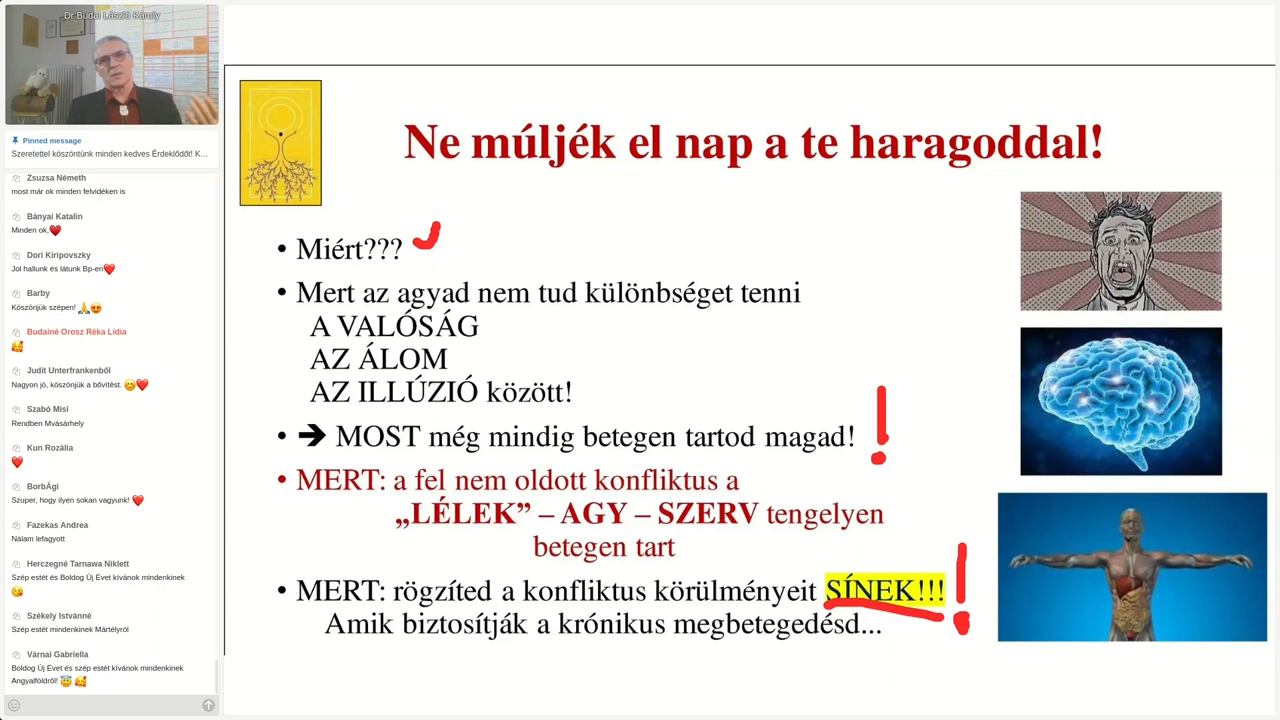 Dr Budai László Károly
Pinned message
Szeretettel köszöntünk minden kedves Érdeklődőt! K…
Zsuzsa Németh
most már ok minden felvidéken is
Bányai Katalin
Minden ok.❤️
Dori Kiripovszky
Jol hallunk és látunk Bp-en❤️
Barby
Köszönjük szépen! 🙏😍
Budainé Orosz Réka Lídia
🥰
Judit Unterfrankenből
Nagyon jó, köszönjük a bővítést. 😊❤️
Szabó Misi
Rendben Mvásárhely
Kun Rozália
❤️
BorbÁgi
Szuper, hogy ilyen sokan vagyunk! ❤️
Fazekas Andrea
Nálam lefagyott
Herczegné Tarnawa Niklett
Szép estét és Boldog Új Évet kívánok mindenkinek
😘
Székely Istvánné
Szép estét mindenkinek Mártélyról
Várnai Gabriella
Boldog Új Évet és szép estét kívánok mindenkinek
Angyalföldről! 😇 🥰
Ne múljék el nap a te haragoddal!
• Miért???
• Mert az agyad nem tud különbséget tenni
A VALÓSÁG
AZ ÁLOM
AZ ILLÚZIÓ között!
• ➔ MOST még mindig betegen tartod magad! !
• MERT: a fel nem oldott konfliktus a
„LÉLEK” – AGY – SZERV tengelyen
betegen tart
• MERT: rögzíted a konfliktus körülményeit SÍNEK!!! !
Amik biztosítják a krónikus megbetegedésd...